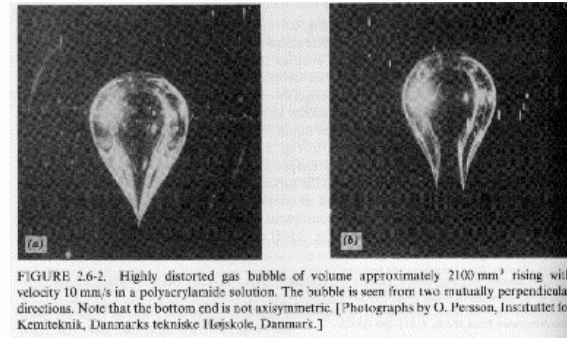 (a)
(b)
FIGURE 2.6-2. Highly distorted gas bubble of volume approximately 2100 mm³ rising wit
velocity 10 mm/s in a polyacrylamide solution. The bubble is seen from two mutually perpendicula
directions. Note that the bottom end is not axisymmetric. [Photographs by O. Persson, Instituttet fo
Kemiteknik, Danmarks tekniske Højskole, Danmark.]